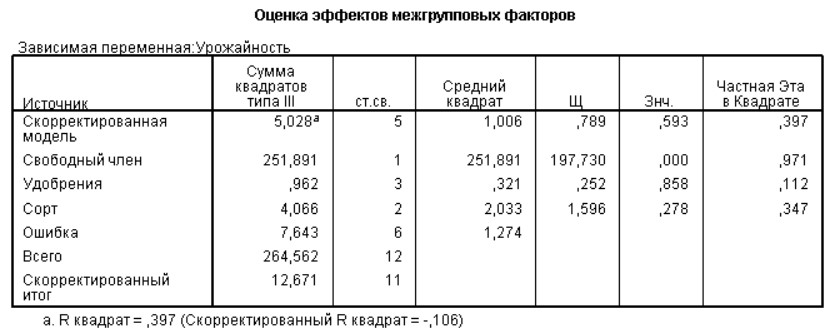 Оценка эффектов межгрупповых факторов
Зависимая переменная:Урожайность
Источник Сумма квадратов типа III ст.св. Средний квадрат Щ Знч. Частная Эта в Квадрате
Скорректированная модель 5,028ª 5 1,006 ,789 ,593 ,397
Свободный член 251,891 1 251,891 197,730 ,000 ,971
Удобрения ,962 3 ,321 ,252 ,858 ,112
Сорт 4,066 2 2,033 1,596 ,278 ,347
Ошибка 7,643 6 1,274
Всего 264,562 12
Скорректированный итог 12,671 11
a. R квадрат = ,397 (Скорректированный R квадрат = -,106)